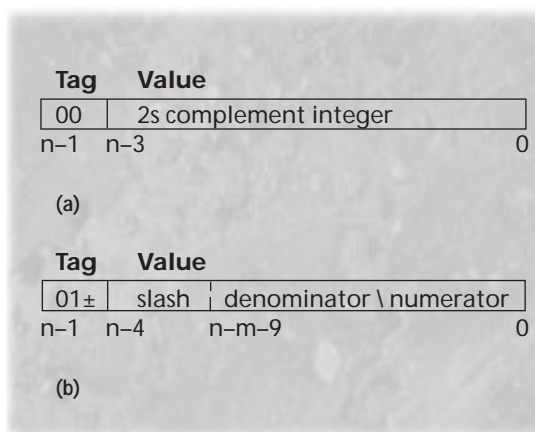 Tag Value
00 2s complement integer
n–1 n–3 0
(a)
Tag Value
01± slash denominator \ numerator
n–1 n–4 n–m–9 0
(b)